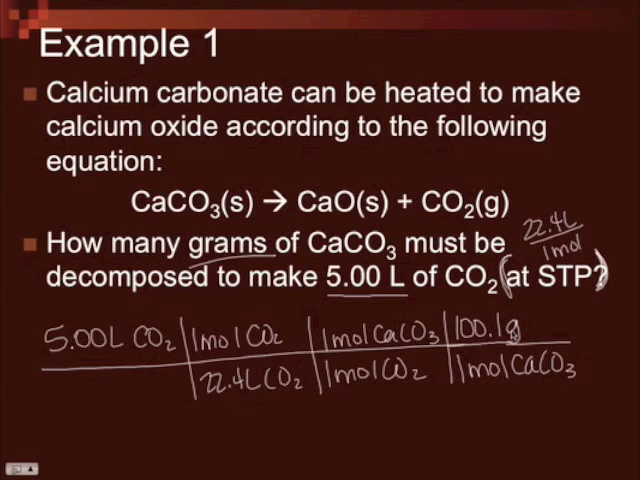 Example 1
Calcium carbonate can be heated to make
calcium oxide according to the following
equation:
CaCO₃(s) → CaO(s) + CO₂(g)
22.4L
1mol
How many grams of CaCO₃ must be
decomposed to make 5.00 L of CO₂ (at STP?)
5.00L CO₂ | 1mol CO₂ | 1mol CaCO₃ | 100.1g
22.4L CO₂ | 1mol CO₂ | 1mol CaCO₃